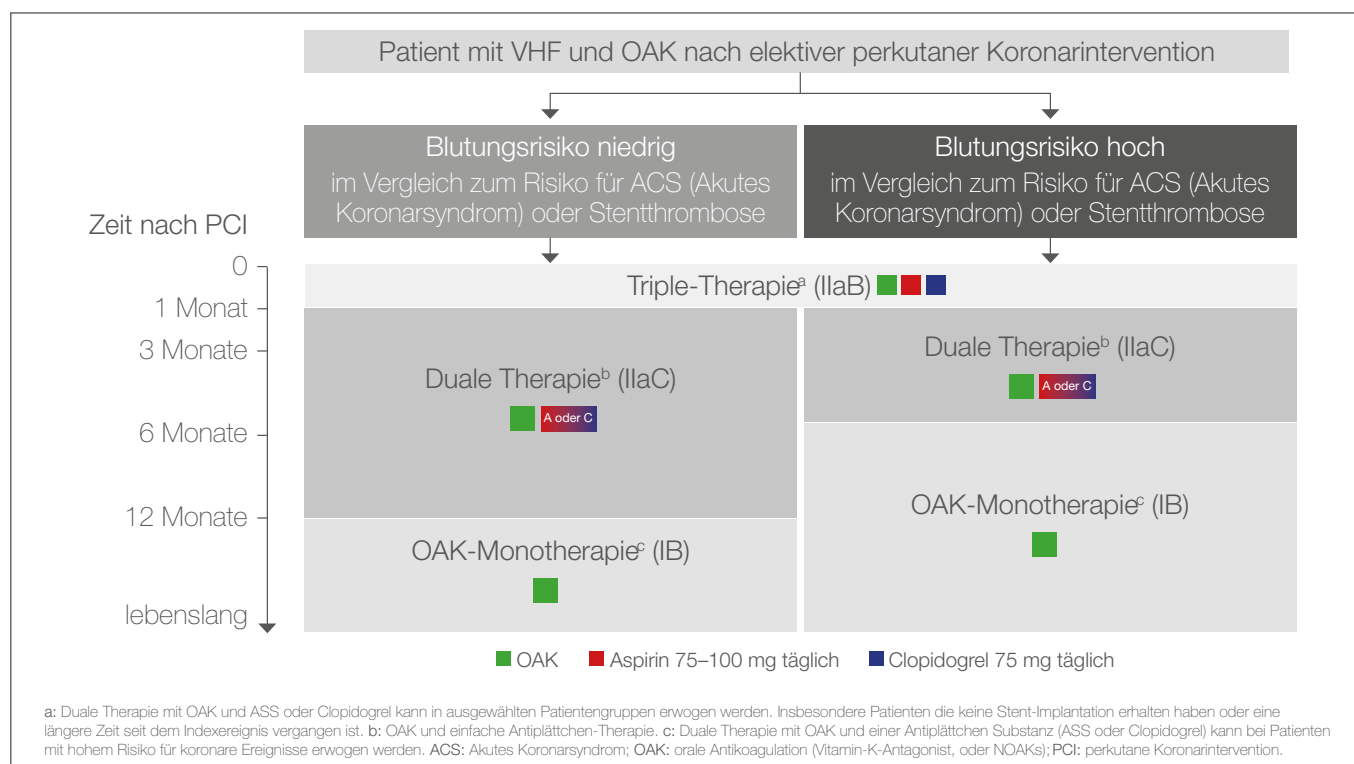 Patient mit VHF und OAK nach elektiver perkutaner Koronarintervention
Blutungsrisiko niedrig
im Vergleich zum Risiko für ACS (Akutes
Koronarsyndrom) oder Stentthrombose
Blutungsrisiko hoch
im Vergleich zum Risiko für ACS (Akutes
Koronarsyndrom) oder Stentthrombose
Zeit nach PCI
0
1 Monat
3 Monate
6 Monate
12 Monate
lebenslang
Triple-Therapieᵃ (IIaB)
Duale Therapieᵇ (IIaC)
A oder C
OAK-Monotherapieᶜ (IB)
Duale Therapieᵇ (IIaC)
A oder C
OAK-Monotherapieᶜ (IB)
OAK
Aspirin 75–100 mg täglich
Clopidogrel 75 mg täglich
a: Duale Therapie mit OAK und ASS oder Clopidogrel kann in ausgewählten Patientengruppen erwogen werden. Insbesondere Patienten die keine Stent-Implantation erhalten haben oder eine
längere Zeit seit dem Indexereignis vergangen ist. b: OAK und einfache Antiplättchen-Therapie. c: Duale Therapie mit OAK und einer Antiplättchen Substanz (ASS oder Clopidogrel) kann bei Patienten
mit hohem Risiko für koronare Ereignisse erwogen werden. ACS: Akutes Koronarsyndrom; OAK: orale Antikoagulation (Vitamin-K-Antagonist, oder NOAKs); PCI: perkutane Koronarintervention.